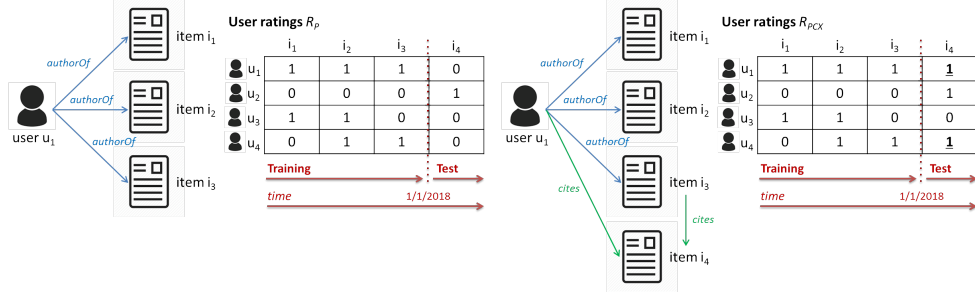 authorOf
authorOf
authorOf
user u1
item i1
item i2
item i3
User ratings RP
i1 i2 i3 i4
u1 1 1 1 0
u2 0 0 0 1
u3 1 1 0 0
u4 0 1 1 0
Training Test
time 1/1/2018
authorOf
authorOf
authorOf
user u1
cites
item i1
item i2
item i3
cites
item i4
User ratings RPCX
i1 i2 i3 i4
u1 1 1 1 1
u2 0 0 0 1
u3 1 1 0 0
u4 0 1 1 1
Training Test
time 1/1/2018